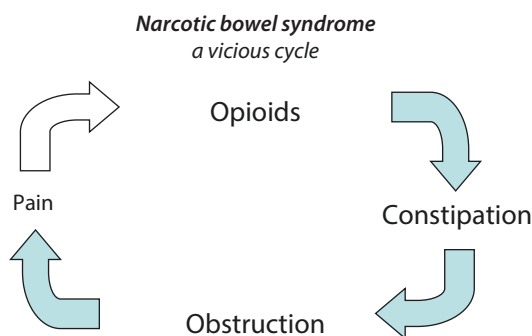 Narcotic bowel syndrome
a vicious cycle
Opioids
Constipation
Obstruction
Pain